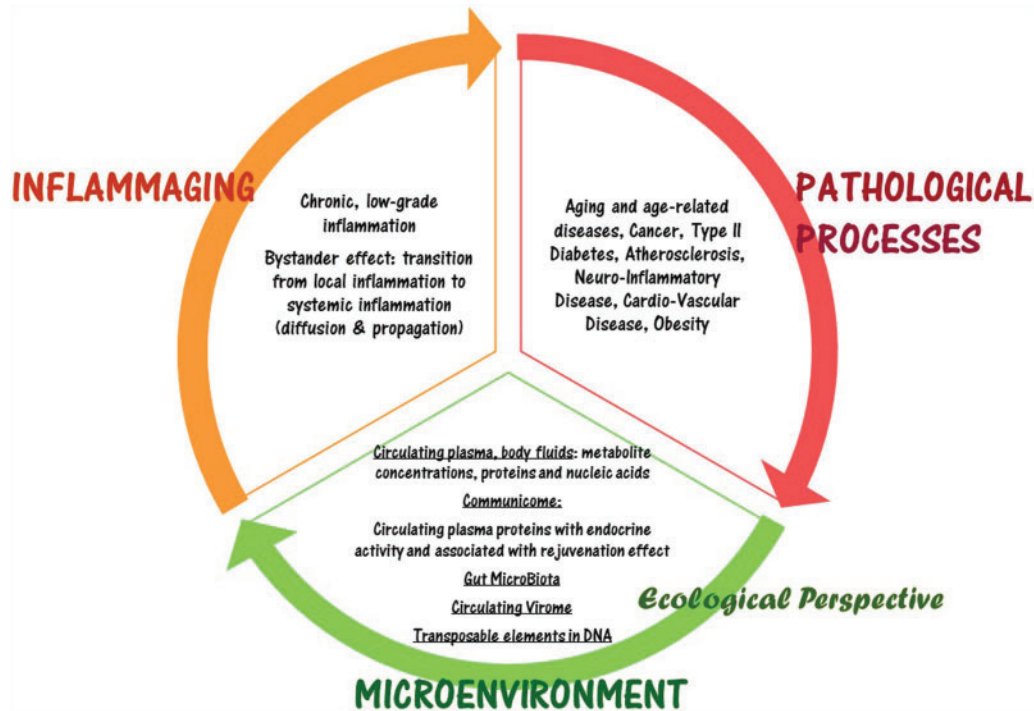 INFLAMMAGING
Chronic, low-grade
inflammation
Bystander effect: transition
from local inflammation to
systemic inflammation
(diffusion & propagation)
PATHOLOGICAL
PROCESSES
Aging and age-related
diseases, Cancer, Type II
Diabetes, Atherosclerosis,
Neuro-Inflammatory
Disease, Cardio-Vascular
Disease, Obesity
Circulating plasma, body fluids: metabolite
concentrations, proteins and nucleic acids
Communicome:
Circulating plasma proteins with endocrine
activity and associated with rejuvenation effect
Gut MicroBiota
Circulating Virome
Transposable elements in DNA
Ecological Perspective
MICROENVIRONMENT